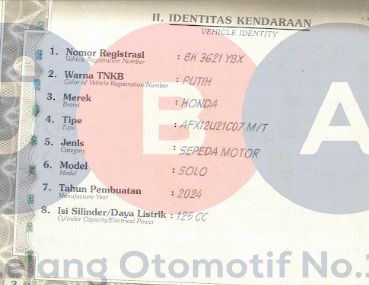 II. IDENTITAS KENDARAAN
VEHICLE IDENTITY
1. Nomor Registrasi : BK 3621 YBX
Vehicle Registration Number
2. Warna TNKB : PUTIH
Color of Vehicle Registration Number
3. Merek : HONDA
Brand
4. Tipe : AFX12U21C07 M/T
Type
5. Jenis : SEPEDA MOTOR
Category
6. Model : SOLO
Model
7. Tahun Pembuatan : 2024
Manufacture Year
8. Isi Silinder/Daya Listrik : 125 CC
Cylinder Capacity/Electrical Power
BA
elang Otomotif No.
2